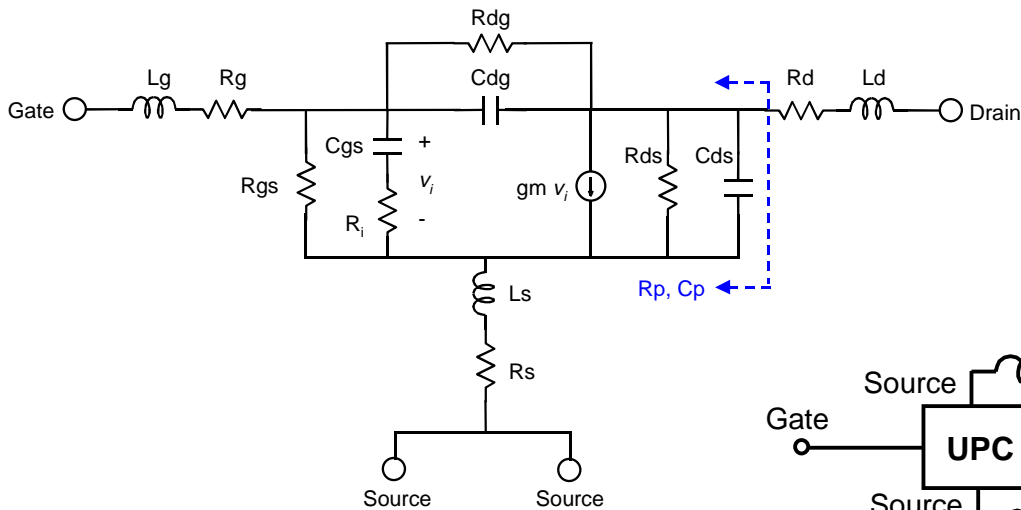 Rdg
Lg
Rg
Cdg
Rd
Ld
Gate
Drain
Cgs
+
Rds
Cds
Rgs
vi
gm vi
Ri
-
Ls
Rp, Cp
Rs
Source
Gate
UPC
Source
Source
Source